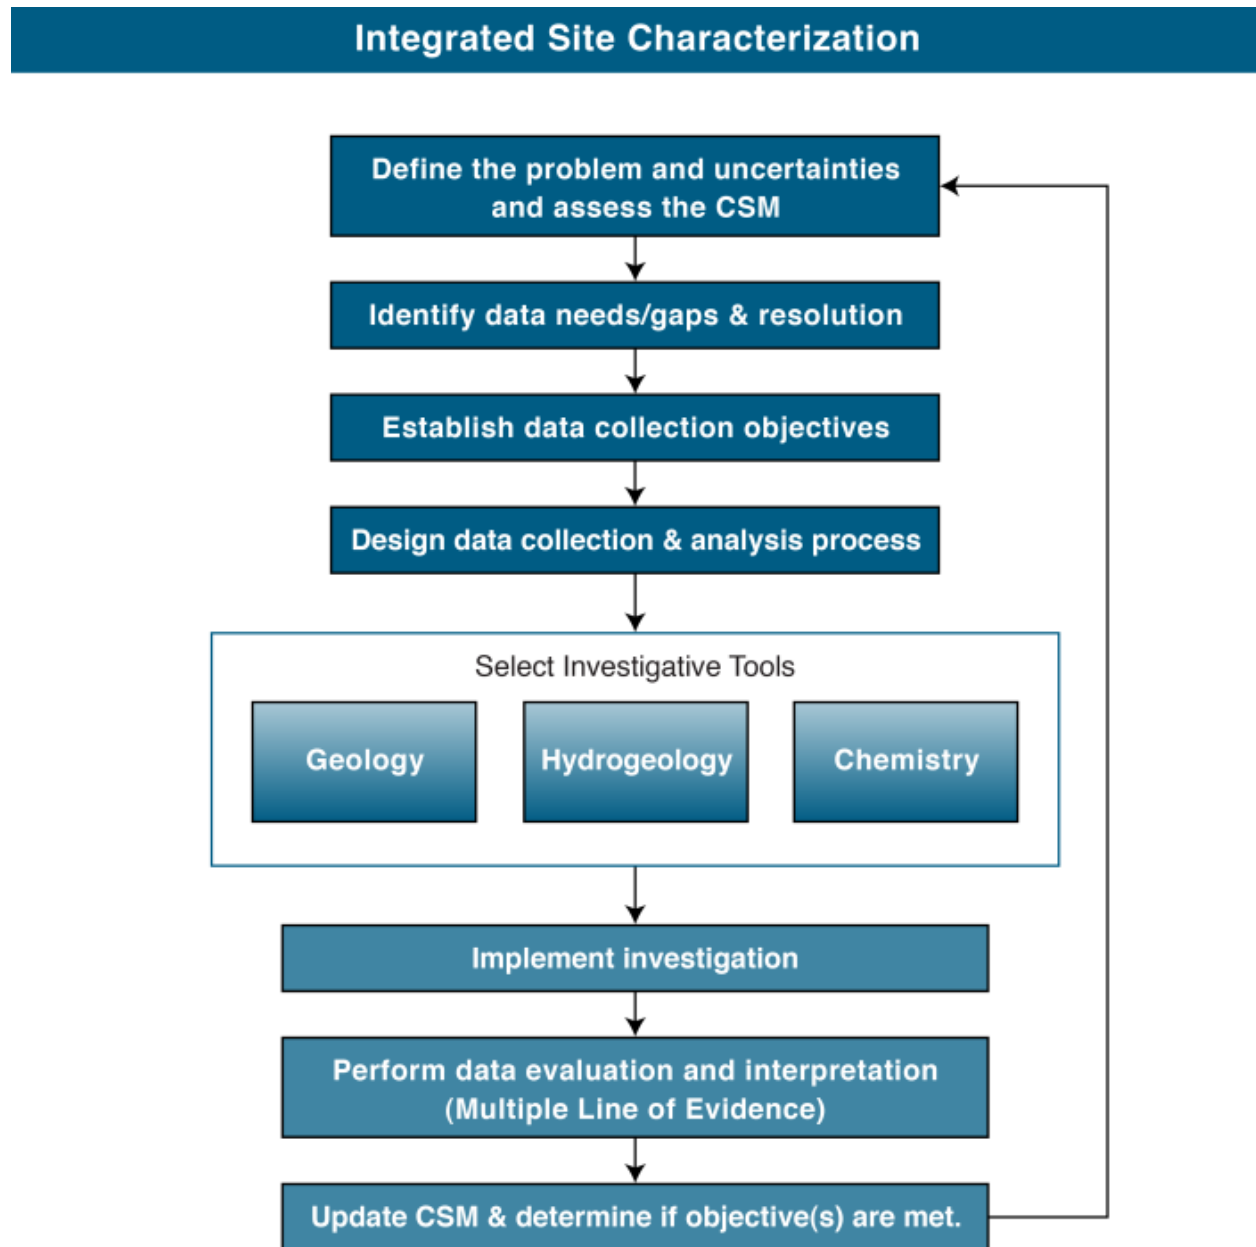 Integrated Site Characterization
Define the problem and uncertainties
and assess the CSM
Identify data needs/gaps & resolution
Establish data collection objectives
Design data collection & analysis process
Select Investigative Tools
Geology
Hydrogeology
Chemistry
Implement investigation
Perform data evaluation and interpretation
(Multiple Line of Evidence)
Update CSM & determine if objective(s) are met.